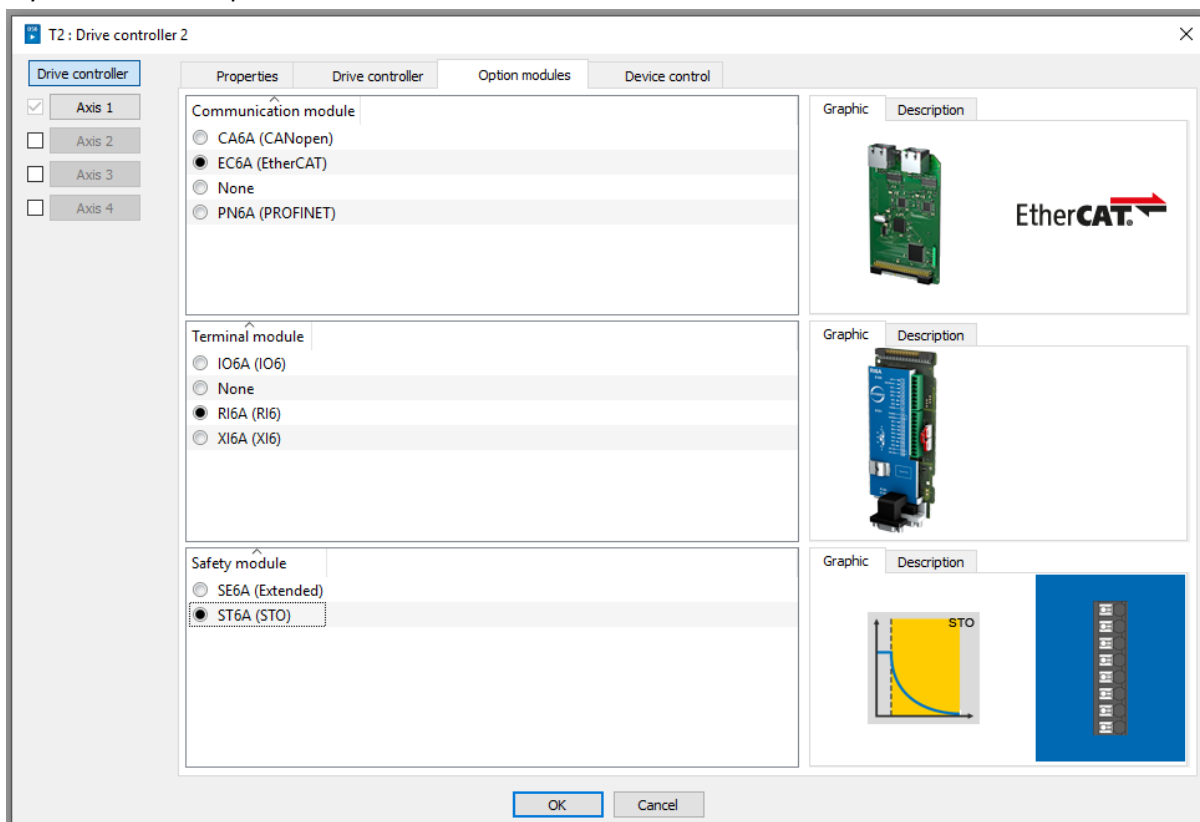 T2 : Drive controller 2
Drive controller
Properties
Drive controller
Option modules
Device control
Axis 1
Axis 2
Axis 3
Axis 4
Communication module
CA6A (CANopen)
EC6A (EtherCAT)
None
PN6A (PROFINET)
Graphic
Description
EtherCAT.
Terminal module
IO6A (IO6)
None
RI6A (RI6)
XI6A (XI6)
Graphic
Description
RI6A
Safety module
SE6A (Extended)
ST6A (STO)
Graphic
Description
STO
OK
Cancel